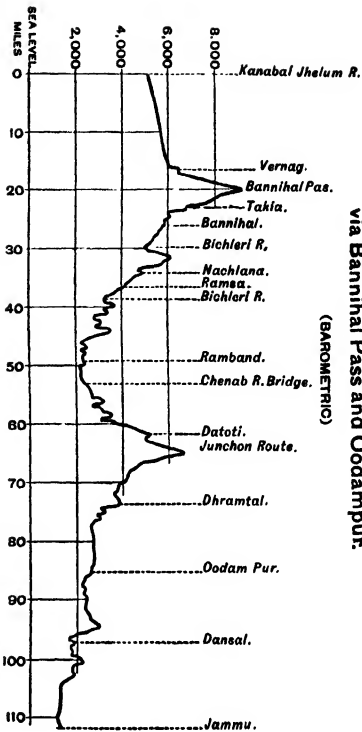 via Bannihal Pass and Oodampur.
(BAROMETRIC)
SEA LEVEL
MILES
2,000
4,000
6,000
8,000
0
10
20
30
40
50
60
70
80
90
100
110
Kanabal Jhelum R.
Vernag.
Bannihal Pas.
Takia.
Bannihal.
Bichleri R,
Nachlana.
Ramsa.
Bichleri R.
Ramband.
Chenab R. Bridge.
Datoti.
Junchon Route.
Dhramtal.
Oodam Pur.
Dansal.
Jammu.